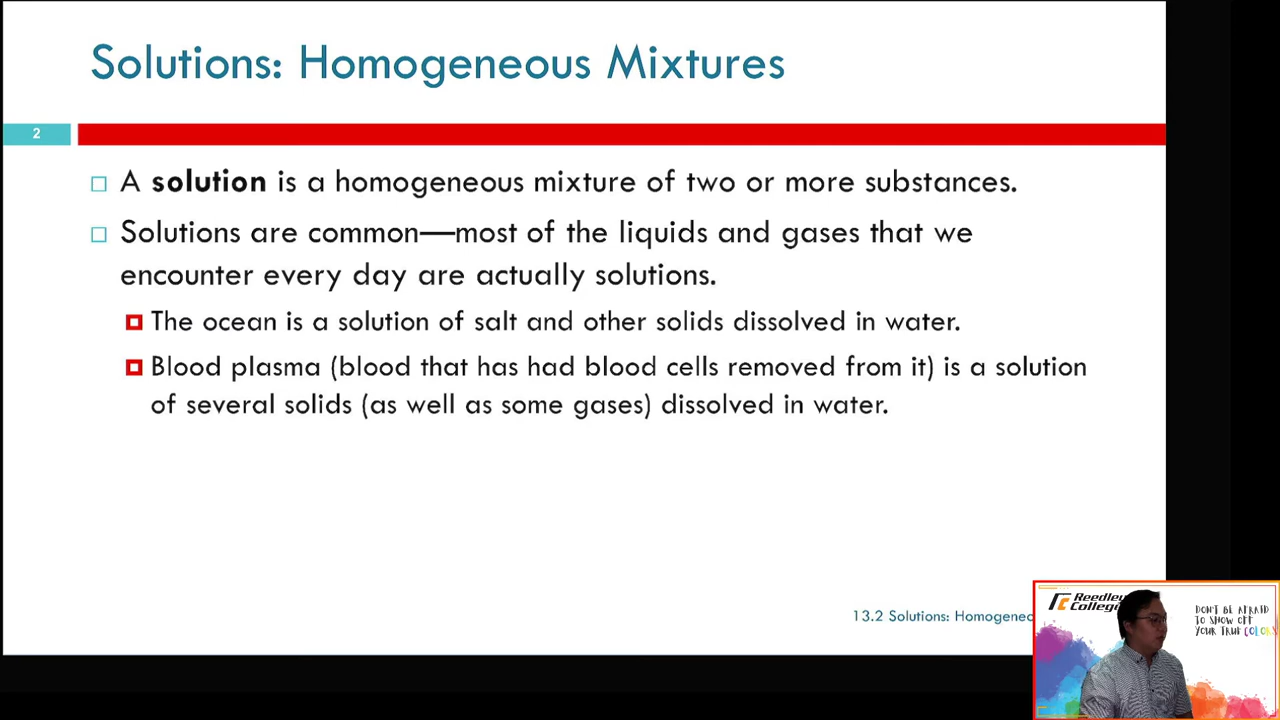 Solutions: Homogeneous Mixtures
2
A solution is a homogeneous mixture of two or more substances.
Solutions are common—most of the liquids and gases that we
encounter every day are actually solutions.
The ocean is a solution of salt and other solids dissolved in water.
Blood plasma (blood that has had blood cells removed from it) is a solution
of several solids (as well as some gases) dissolved in water.
13.2 Solutions: Homogeneo
Reedley
College
DON'T BE AFRAID
TO SHOW OFF
YOUR TRUE COLORS